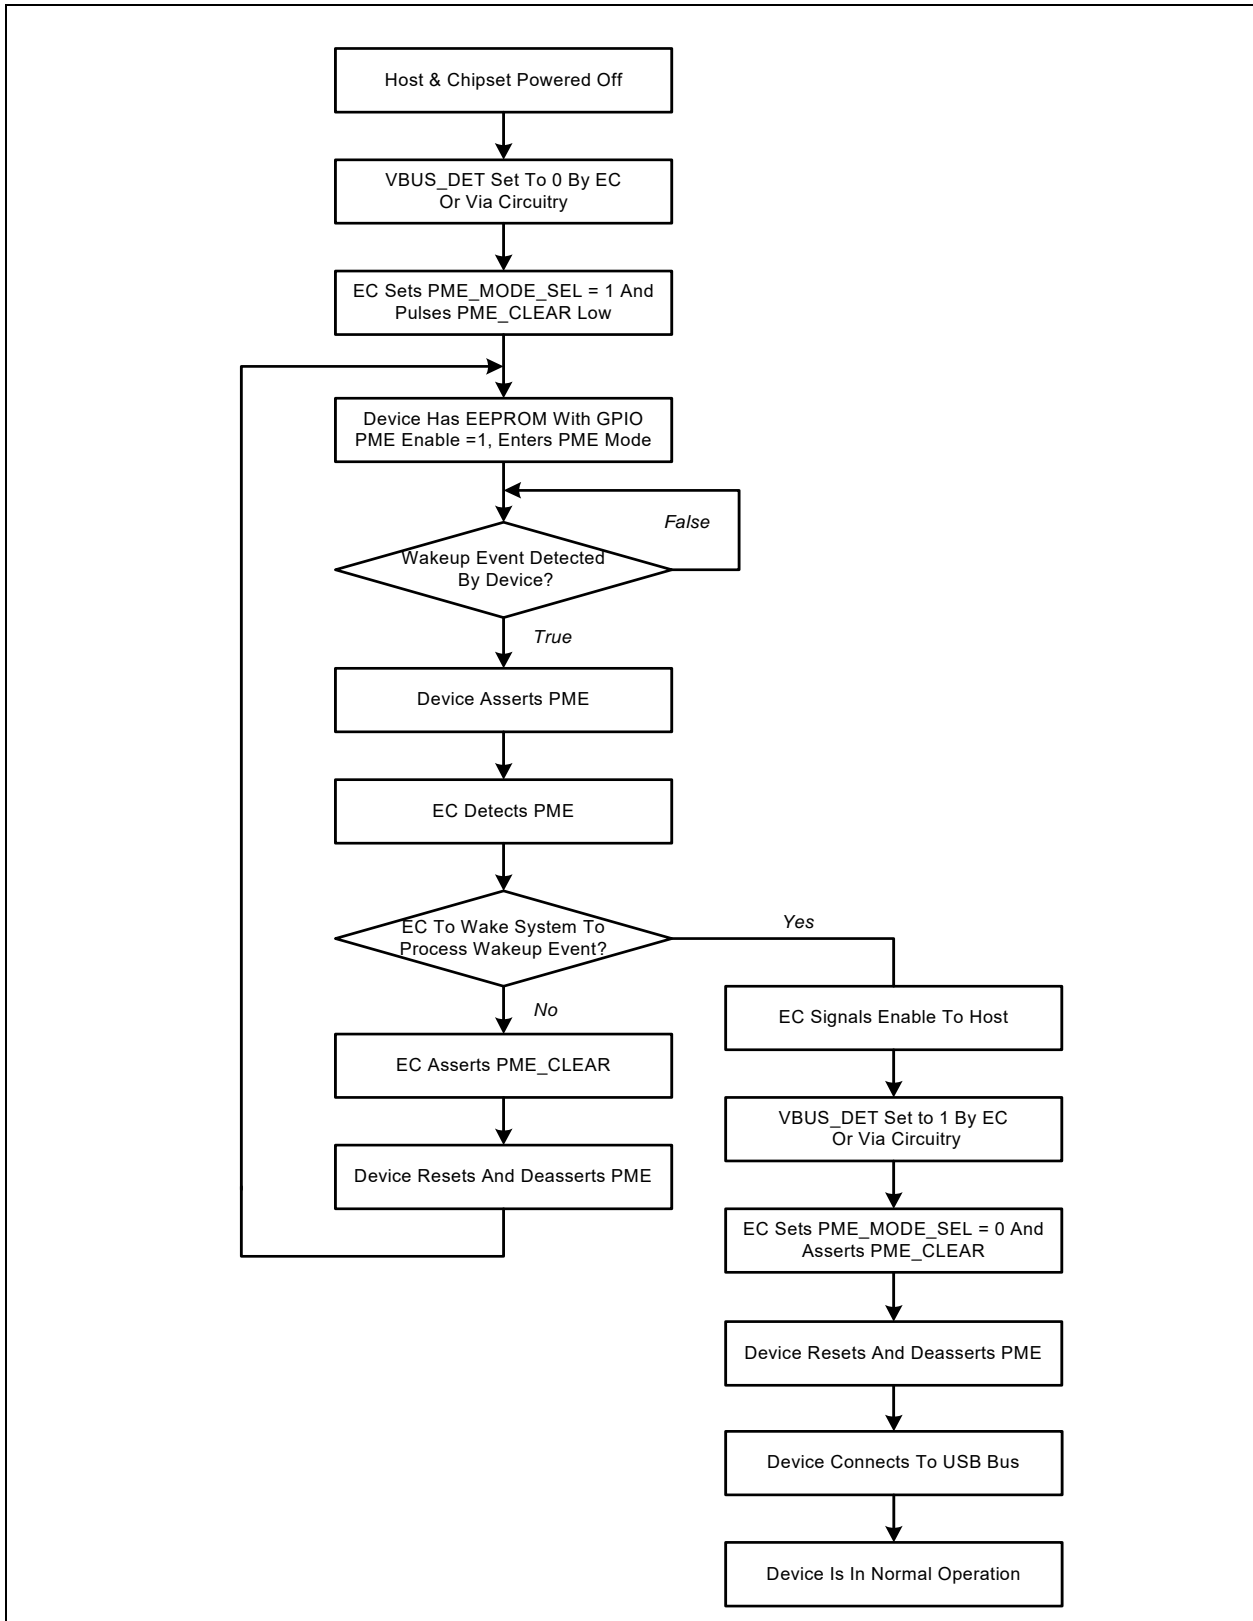 Host & Chipset Powered Off
VBUS_DET Set To 0 By EC
Or Via Circuitry
EC Sets PME_MODE_SEL = 1 And
Pulses PME_CLEAR Low
Device Has EEPROM With GPIO
PME Enable =1, Enters PME Mode
False
Wakeup Event Detected
By Device?
True
Device Asserts PME
EC Detects PME
EC To Wake System To
Process Wakeup Event?
Yes
No
EC Asserts PME_CLEAR
Device Resets And Deasserts PME
EC Signals Enable To Host
VBUS_DET Set to 1 By EC
Or Via Circuitry
EC Sets PME_MODE_SEL = 0 And
Asserts PME_CLEAR
Device Resets And Deasserts PME
Device Connects To USB Bus
Device Is In Normal Operation